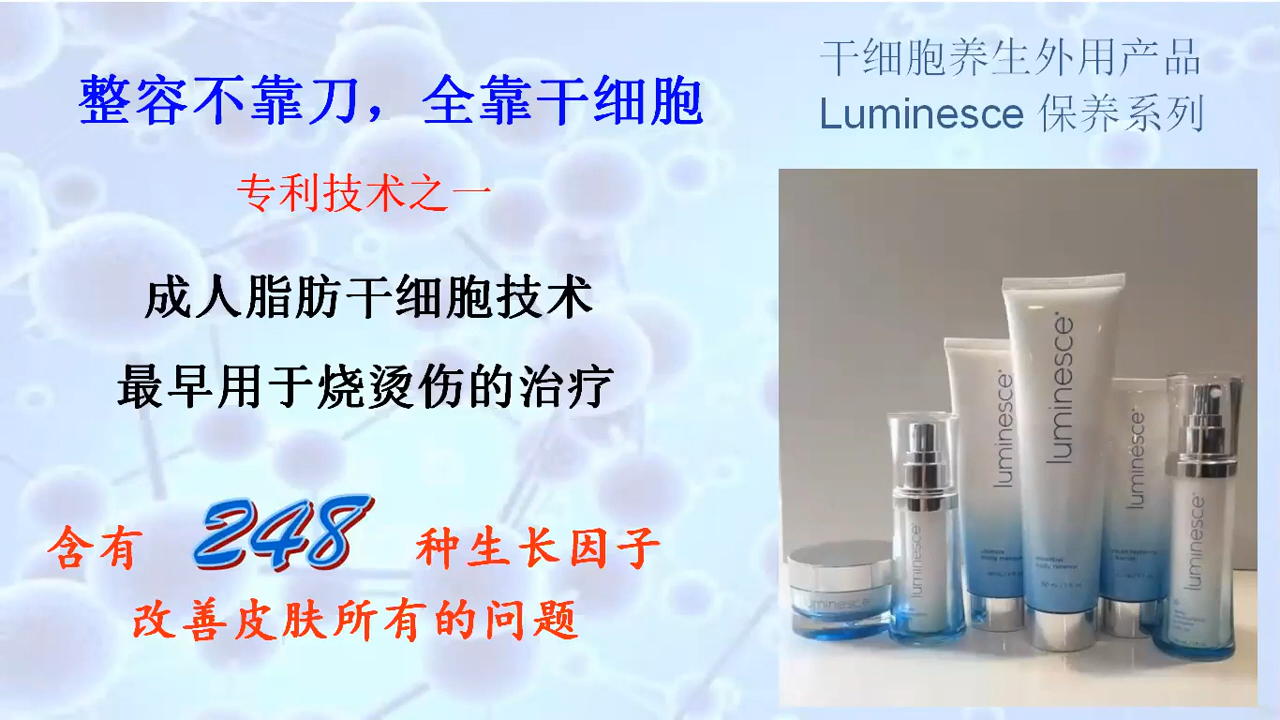 整容不靠刀，全靠干细胞
专利技术之一
成人脂肪干细胞技术
最早用于烧烫伤的治疗
含有 248 种生长因子
改善皮肤所有的问题
干细胞养生外用产品
Luminesce 保养系列
luminesce
luminesce
luminesce
luminesce
luminesce
luminesce